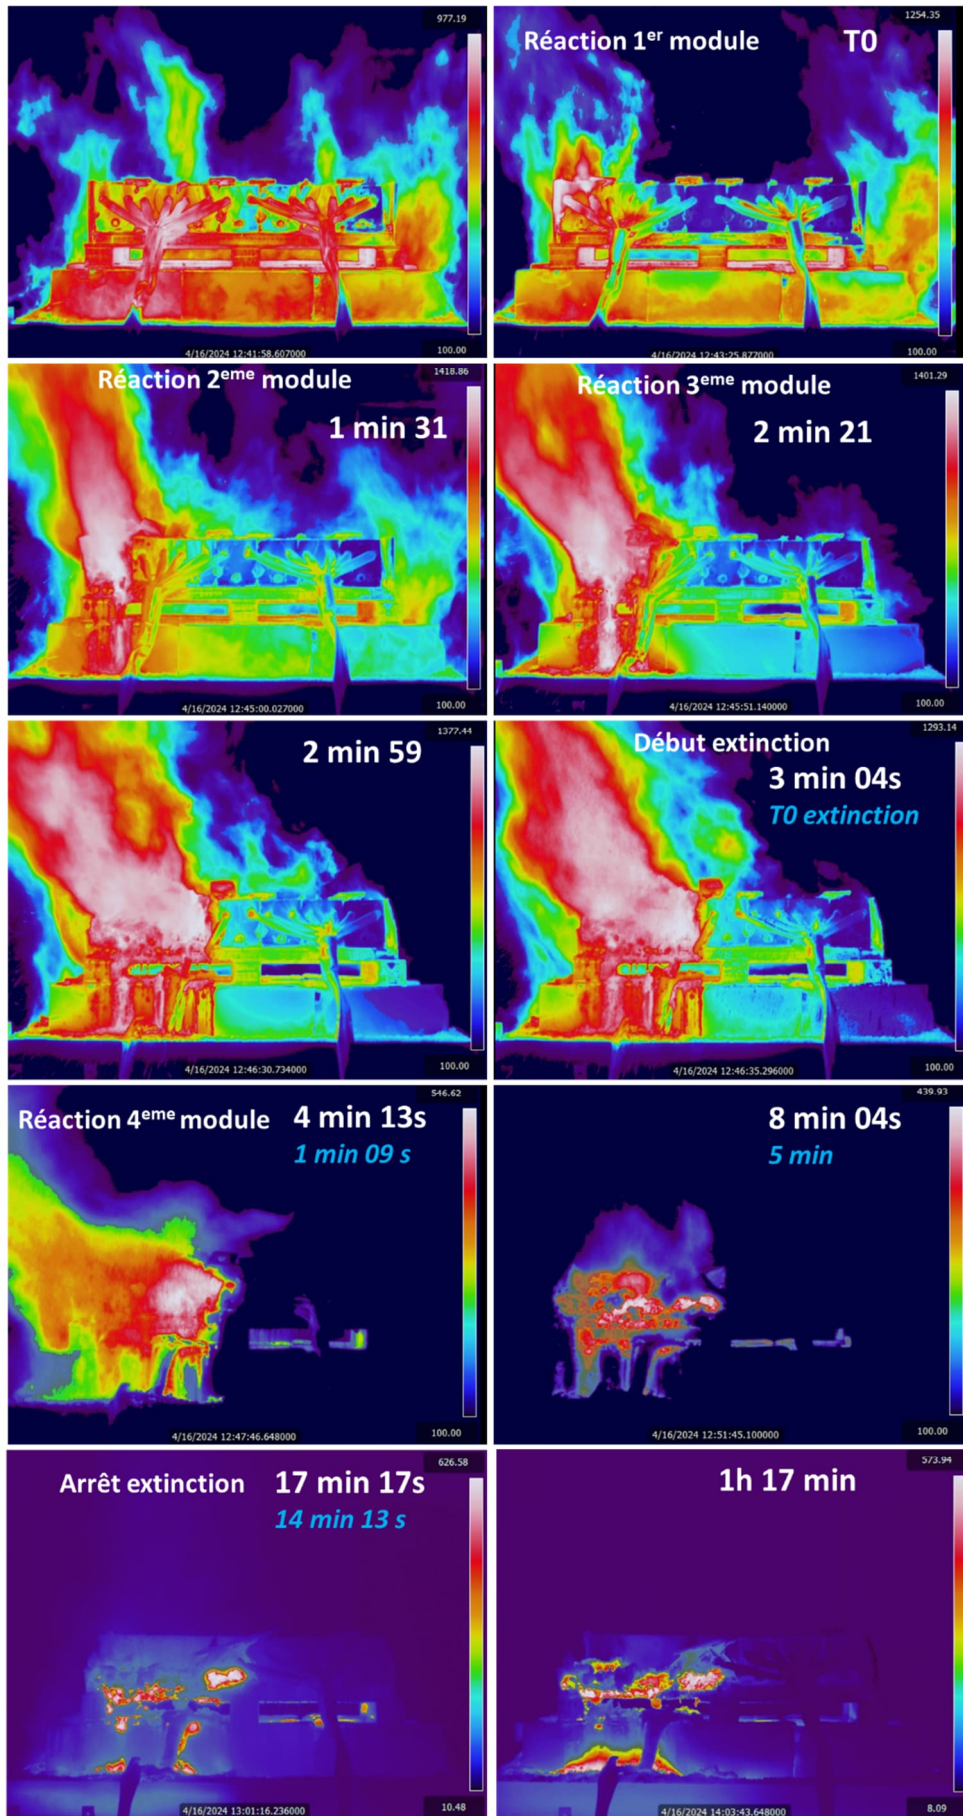 977.19
4/16/2024 12:41:58.607000
100.00
1254.35
Réaction 1er module
T0
4/16/2024 12:43:25.877000
100.00
Réaction 2eme module
1418.86
1 min 31
4/16/2024 12:45:00.027000
100.00
Réaction 3eme module
1401.29
2 min 21
4/16/2024 12:45:51.140000
100.00
1377.44
2 min 59
4/16/2024 12:46:30.734000
100.00
Début extinction
1293.14
3 min 04s
T0 extinction
4/16/2024 12:46:35.296000
100.00
546.62
Réaction 4eme module
4 min 13s
1 min 09 s
4/16/2024 12:47:46.648000
100.00
439.93
8 min 04s
5 min
4/16/2024 12:51:45.100000
100.00
626.58
Arrêt extinction
17 min 17s
14 min 13 s
4/16/2024 13:01:16.236000
10.48
573.94
1h 17 min
4/16/2024 14:03:43.648000
8.09